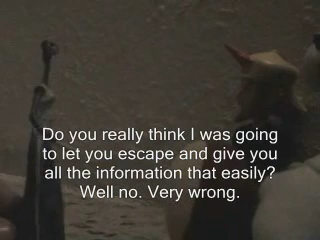 Do you really think I was going
to let you escape and give you
all the information that easily?
Well no. Very wrong.